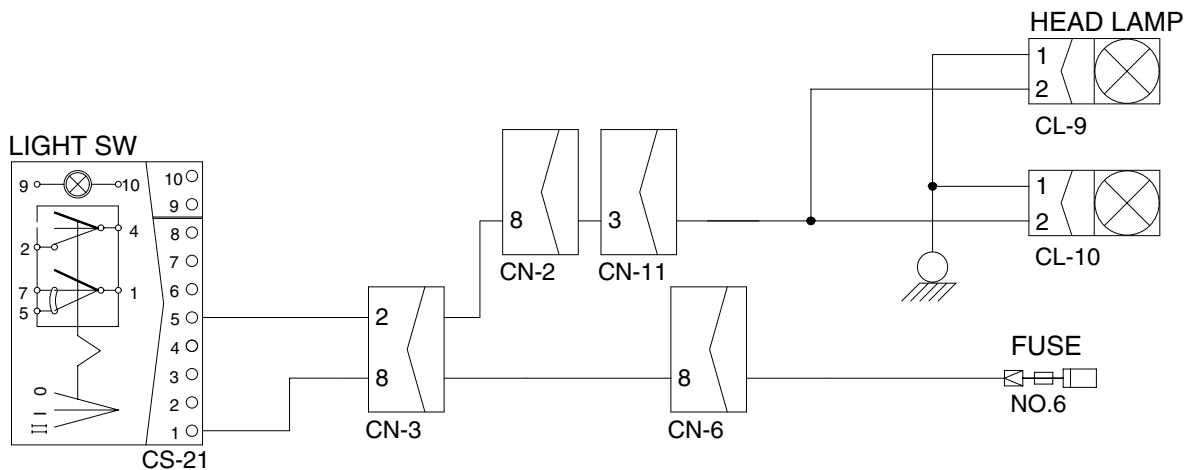 HEAD LAMP
1
2
CL-9
1
2
CL-10
LIGHT SW
9 10
4
2
7 1
5
0
I
II
10
9
8
7
6
5
4
3
2
1
CS-21
2
8
CN-3
8
CN-2
3
CN-11
8
CN-6
FUSE
NO.6